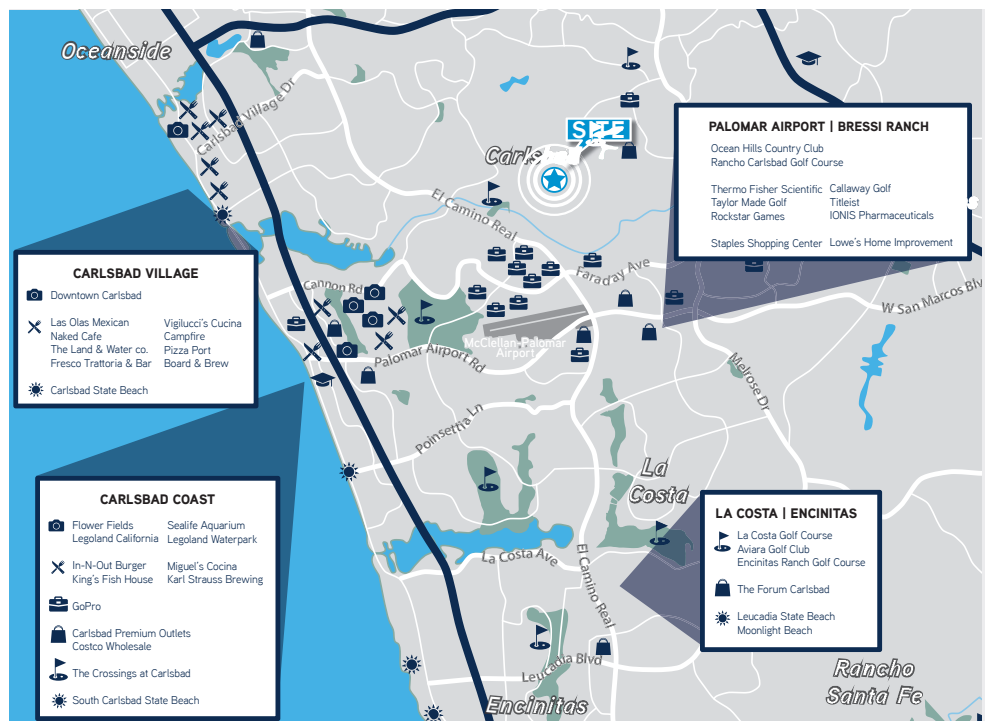 Oceanside
Carlsbad Village Dr
SITE
El Camino Real
PALOMAR AIRPORT | BRESSI RANCH
Ocean Hills Country Club
Rancho Carlsbad Golf Course
Thermo Fisher Scientific Callaway Golf
Taylor Made Golf Titleist
Rockstar Games IONIS Pharmaceuticals
Staples Shopping Center Lowe's Home Improvement
CARLSBAD VILLAGE
Downtown Carlsbad
Las Olas Mexican Vigilucci's Cucina
Naked Cafe Campfire
The Land & Water co. Pizza Port
Fresco Trattoria & Bar Board & Brew
Carlsbad State Beach
Cannon Rd
Faraday Ave
W San Marcos Blv
McClellan-Palomar
Airport
Palomar Airport Rd
Melrose Dr
Poinsettia Ln
La
Costa
CARLSBAD COAST
Flower Fields Sealife Aquarium
Legoland California Legoland Waterpark
In-N-Out Burger Miguel's Cocina
King's Fish House Karl Strauss Brewing
GoPro
Carlsbad Premium Outlets
Costco Wholesale
The Crossings at Carlsbad
South Carlsbad State Beach
La Costa Ave
El Camino Real
LA COSTA | ENCINITAS
La Costa Golf Course
Aviara Golf Club
Encinitas Ranch Golf Course
The Forum Carlsbad
Leucadia State Beach
Moonlight Beach
Leucadia Blvd
Encinitas
Rancho
Santa Fe